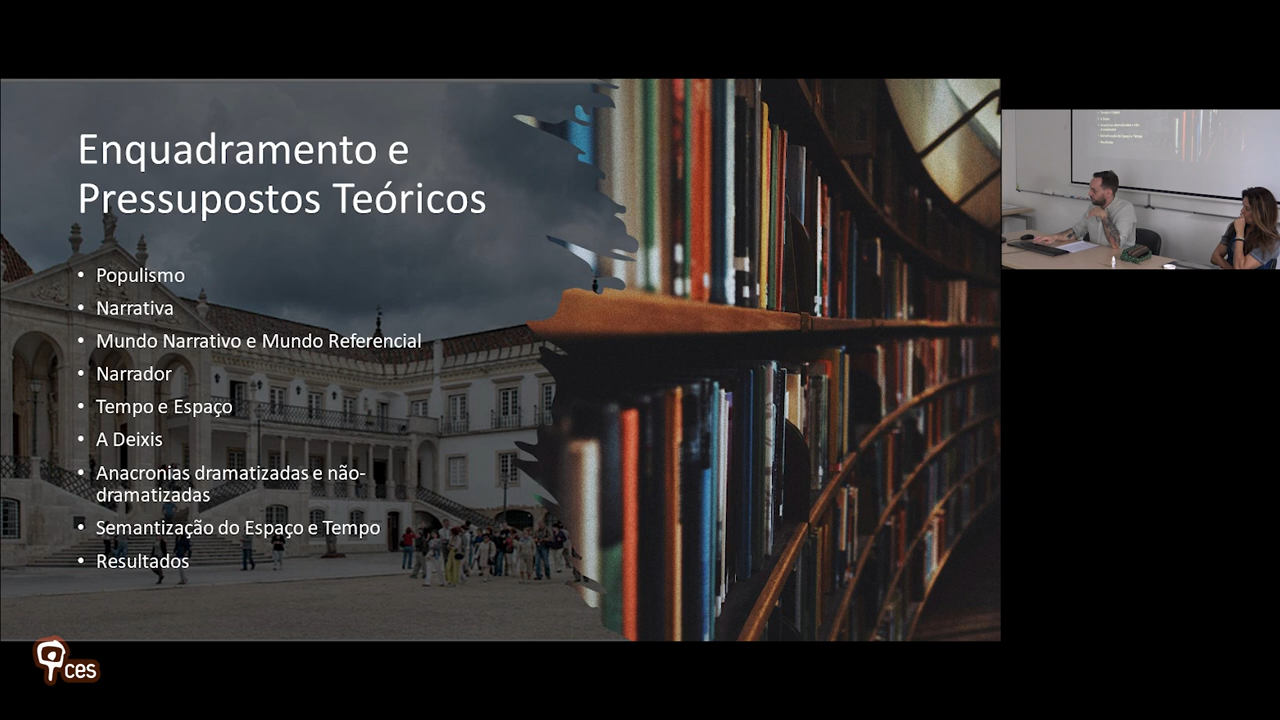 Enquadramento e
Pressupostos Teóricos
• Populismo
• Narrativa
• Mundo Narrativo e Mundo Referencial
• Narrador
• Tempo e Espaço
• A Deixis
• Anacronias dramatizadas e não-
dramatizadas
• Semantização do Espaço e Tempo
• Resultados
ces